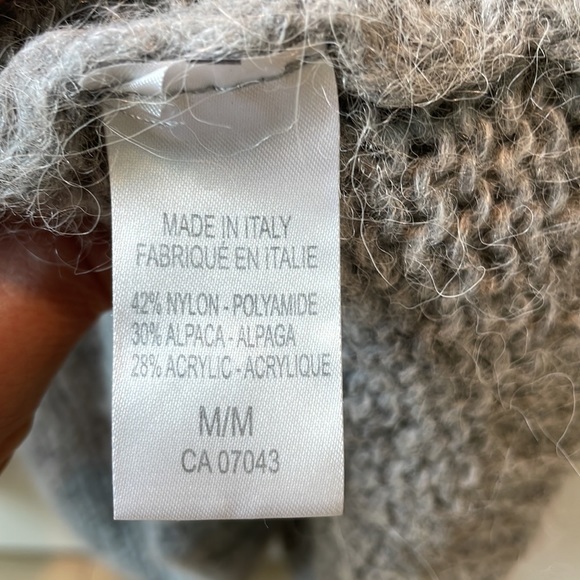 MADE IN ITALY
FABRIQUÉ EN ITALIE
42% NYLON - POLYAMIDE
30% ALPACA - ALPAGA
28% ACRYLIC - ACRYLIQUE
M/M
CA 07043